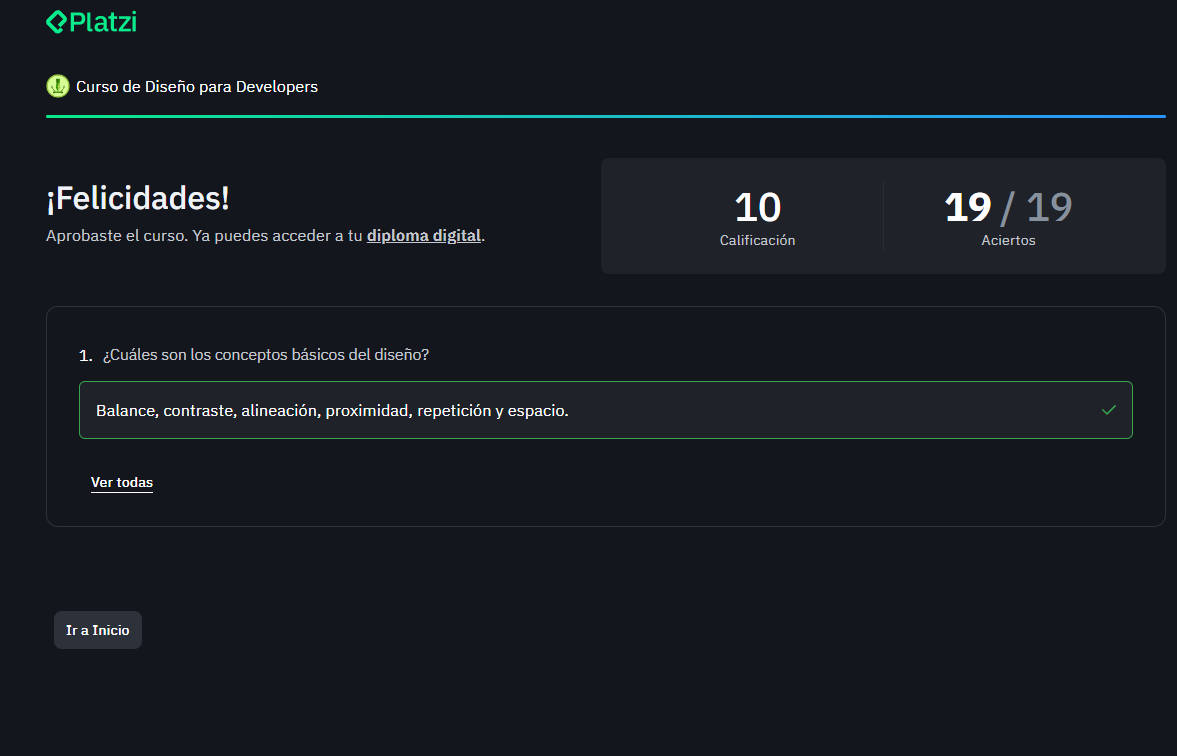 Platzi
Curso de Diseño para Developers
¡Felicidades!
Aprobaste el curso. Ya puedes acceder a tu diploma digital.
10
Calificación
19 / 19
Aciertos
1. ¿Cuáles son los conceptos básicos del diseño?
Balance, contraste, alineación, proximidad, repetición y espacio.
Ver todas
Ir a Inicio